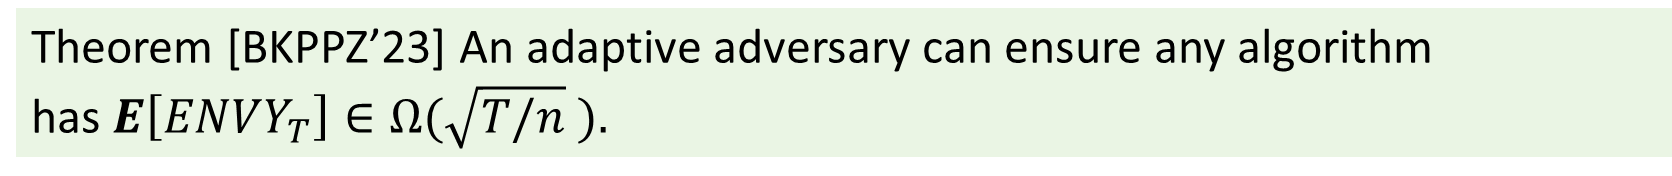 Theorem [BKPPZ’23] An adaptive adversary can ensure any algorithm
has E[ENVY_T] ∈ Ω(√T/n ).